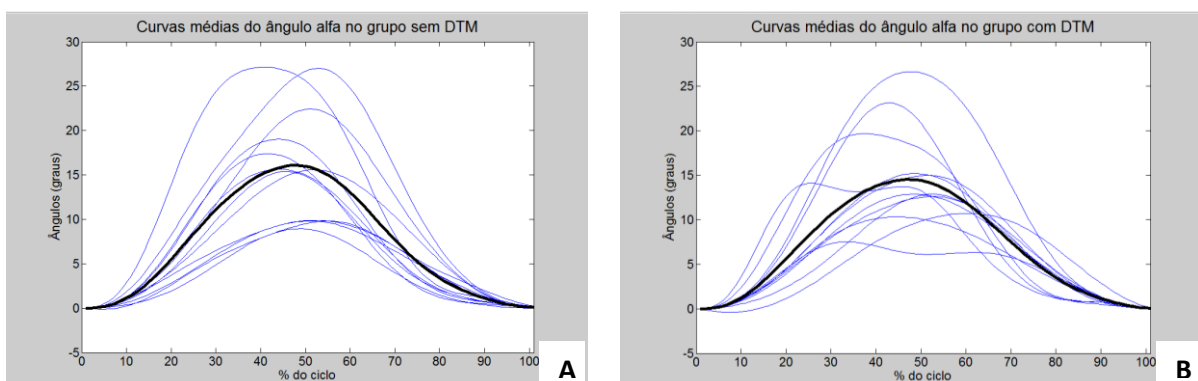 Curvas médias do ângulo alfa no grupo sem DTM
30
25
20
15
10
5
0
-5
Ângulos (graus)
0 10 20 30 40 50 60 70 80 90 100
% do ciclo
A
Curvas médias do ângulo alfa no grupo com DTM
30
25
20
15
10
5
0
-5
Ângulos (graus)
0 10 20 30 40 50 60 70 80 90 100
% do ciclo
B